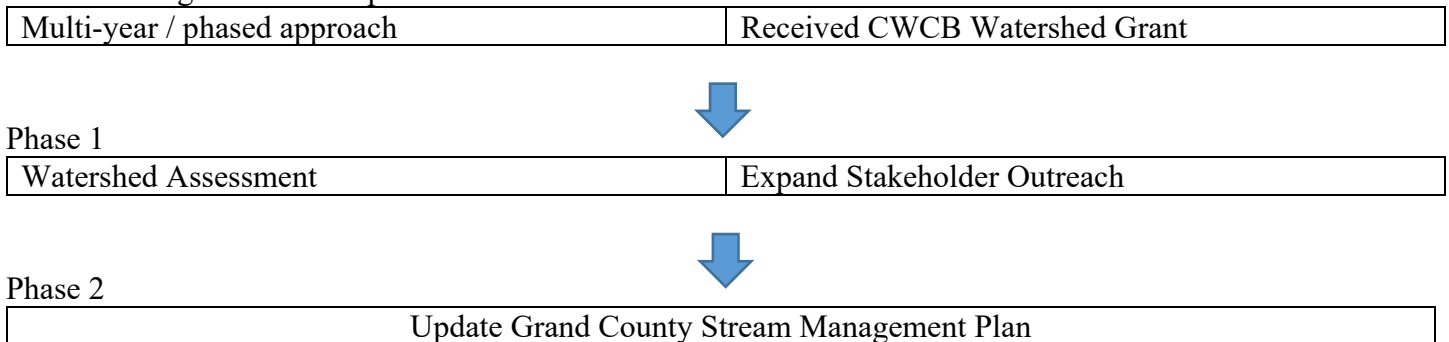 Multi-year / phased approach Received CWCB Watershed Grant
Phase 1
Watershed Assessment Expand Stakeholder Outreach
Phase 2
Update Grand County Stream Management Plan